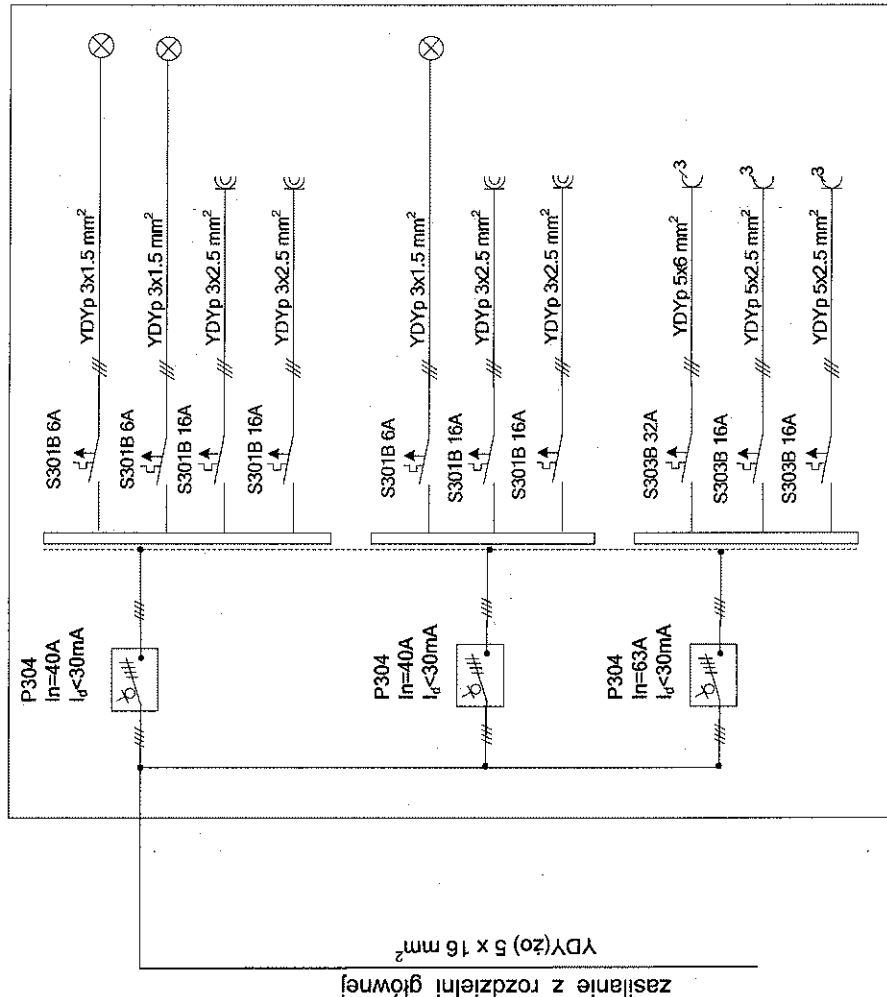 S301B 6A
YDYp 3x1.5 mm²
S301B 6A
YDYp 3x1.5 mm²
S301B 16A
YDYp 3x2.5 mm²
S301B 16A
YDYp 3x2.5 mm²
P304
In=40A
Id<30mA
S301B 6A
YDYp 3x1.5 mm²
S301B 16A
YDYp 3x2.5 mm²
S301B 16A
YDYp 3x2.5 mm²
P304
In=40A
Id<30mA
S303B 32A
YDYp 5x6 mm²
3
S303B 16A
YDYp 5x2.5 mm²
3
S303B 16A
YDYp 5x2.5 mm²
3
P304
In=63A
Id<30mA
YDY(żo) 5 x 16 mm²
zasilanie z rozdzielni głównej